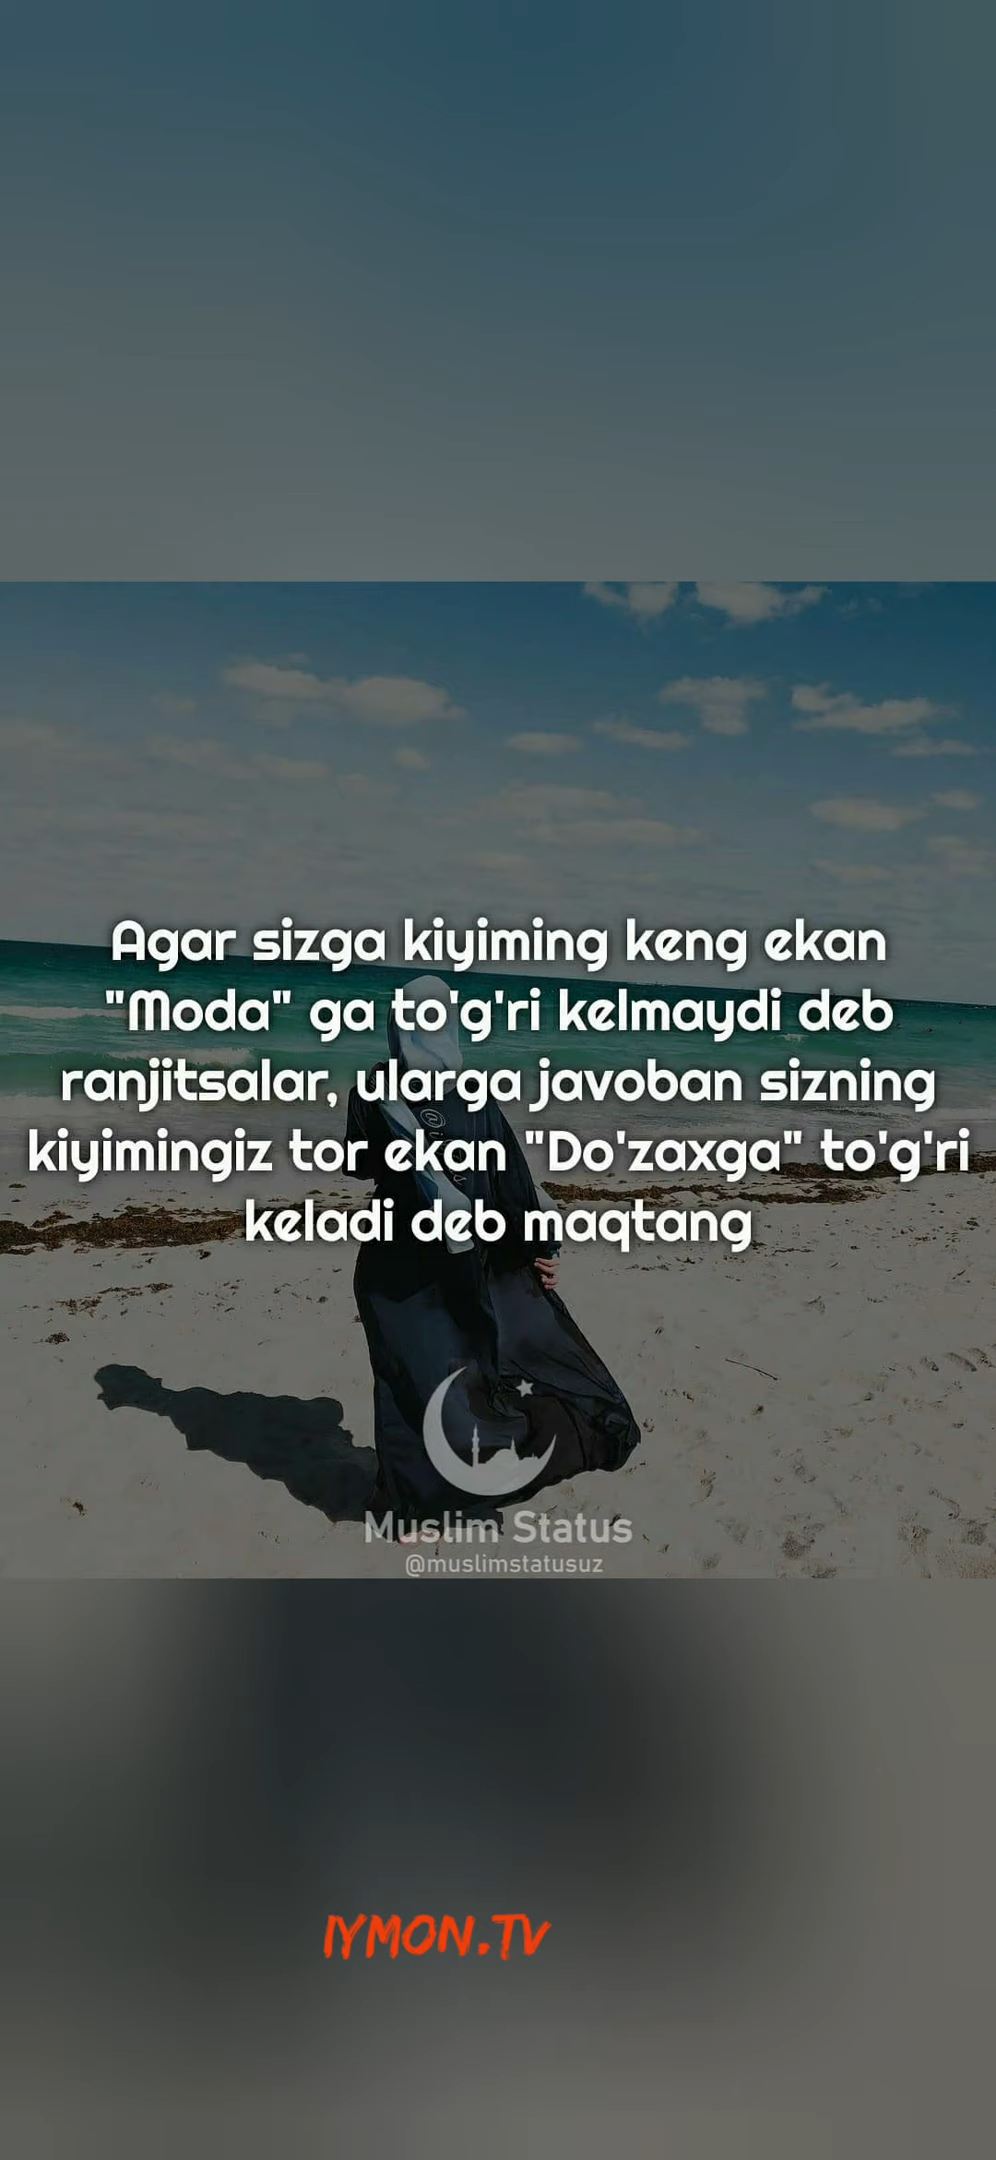 Agar sizga kiyiming keng ekan
"Moda" ga to'g'ri kelmaydi deb
ranjitsalar, ularga javoban sizning
kiyimingiz tor ekan "Do'zaxga" to'g'ri
keladi deb maqtang
Muslim Status
@muslimstatusuz
IYMON.TV